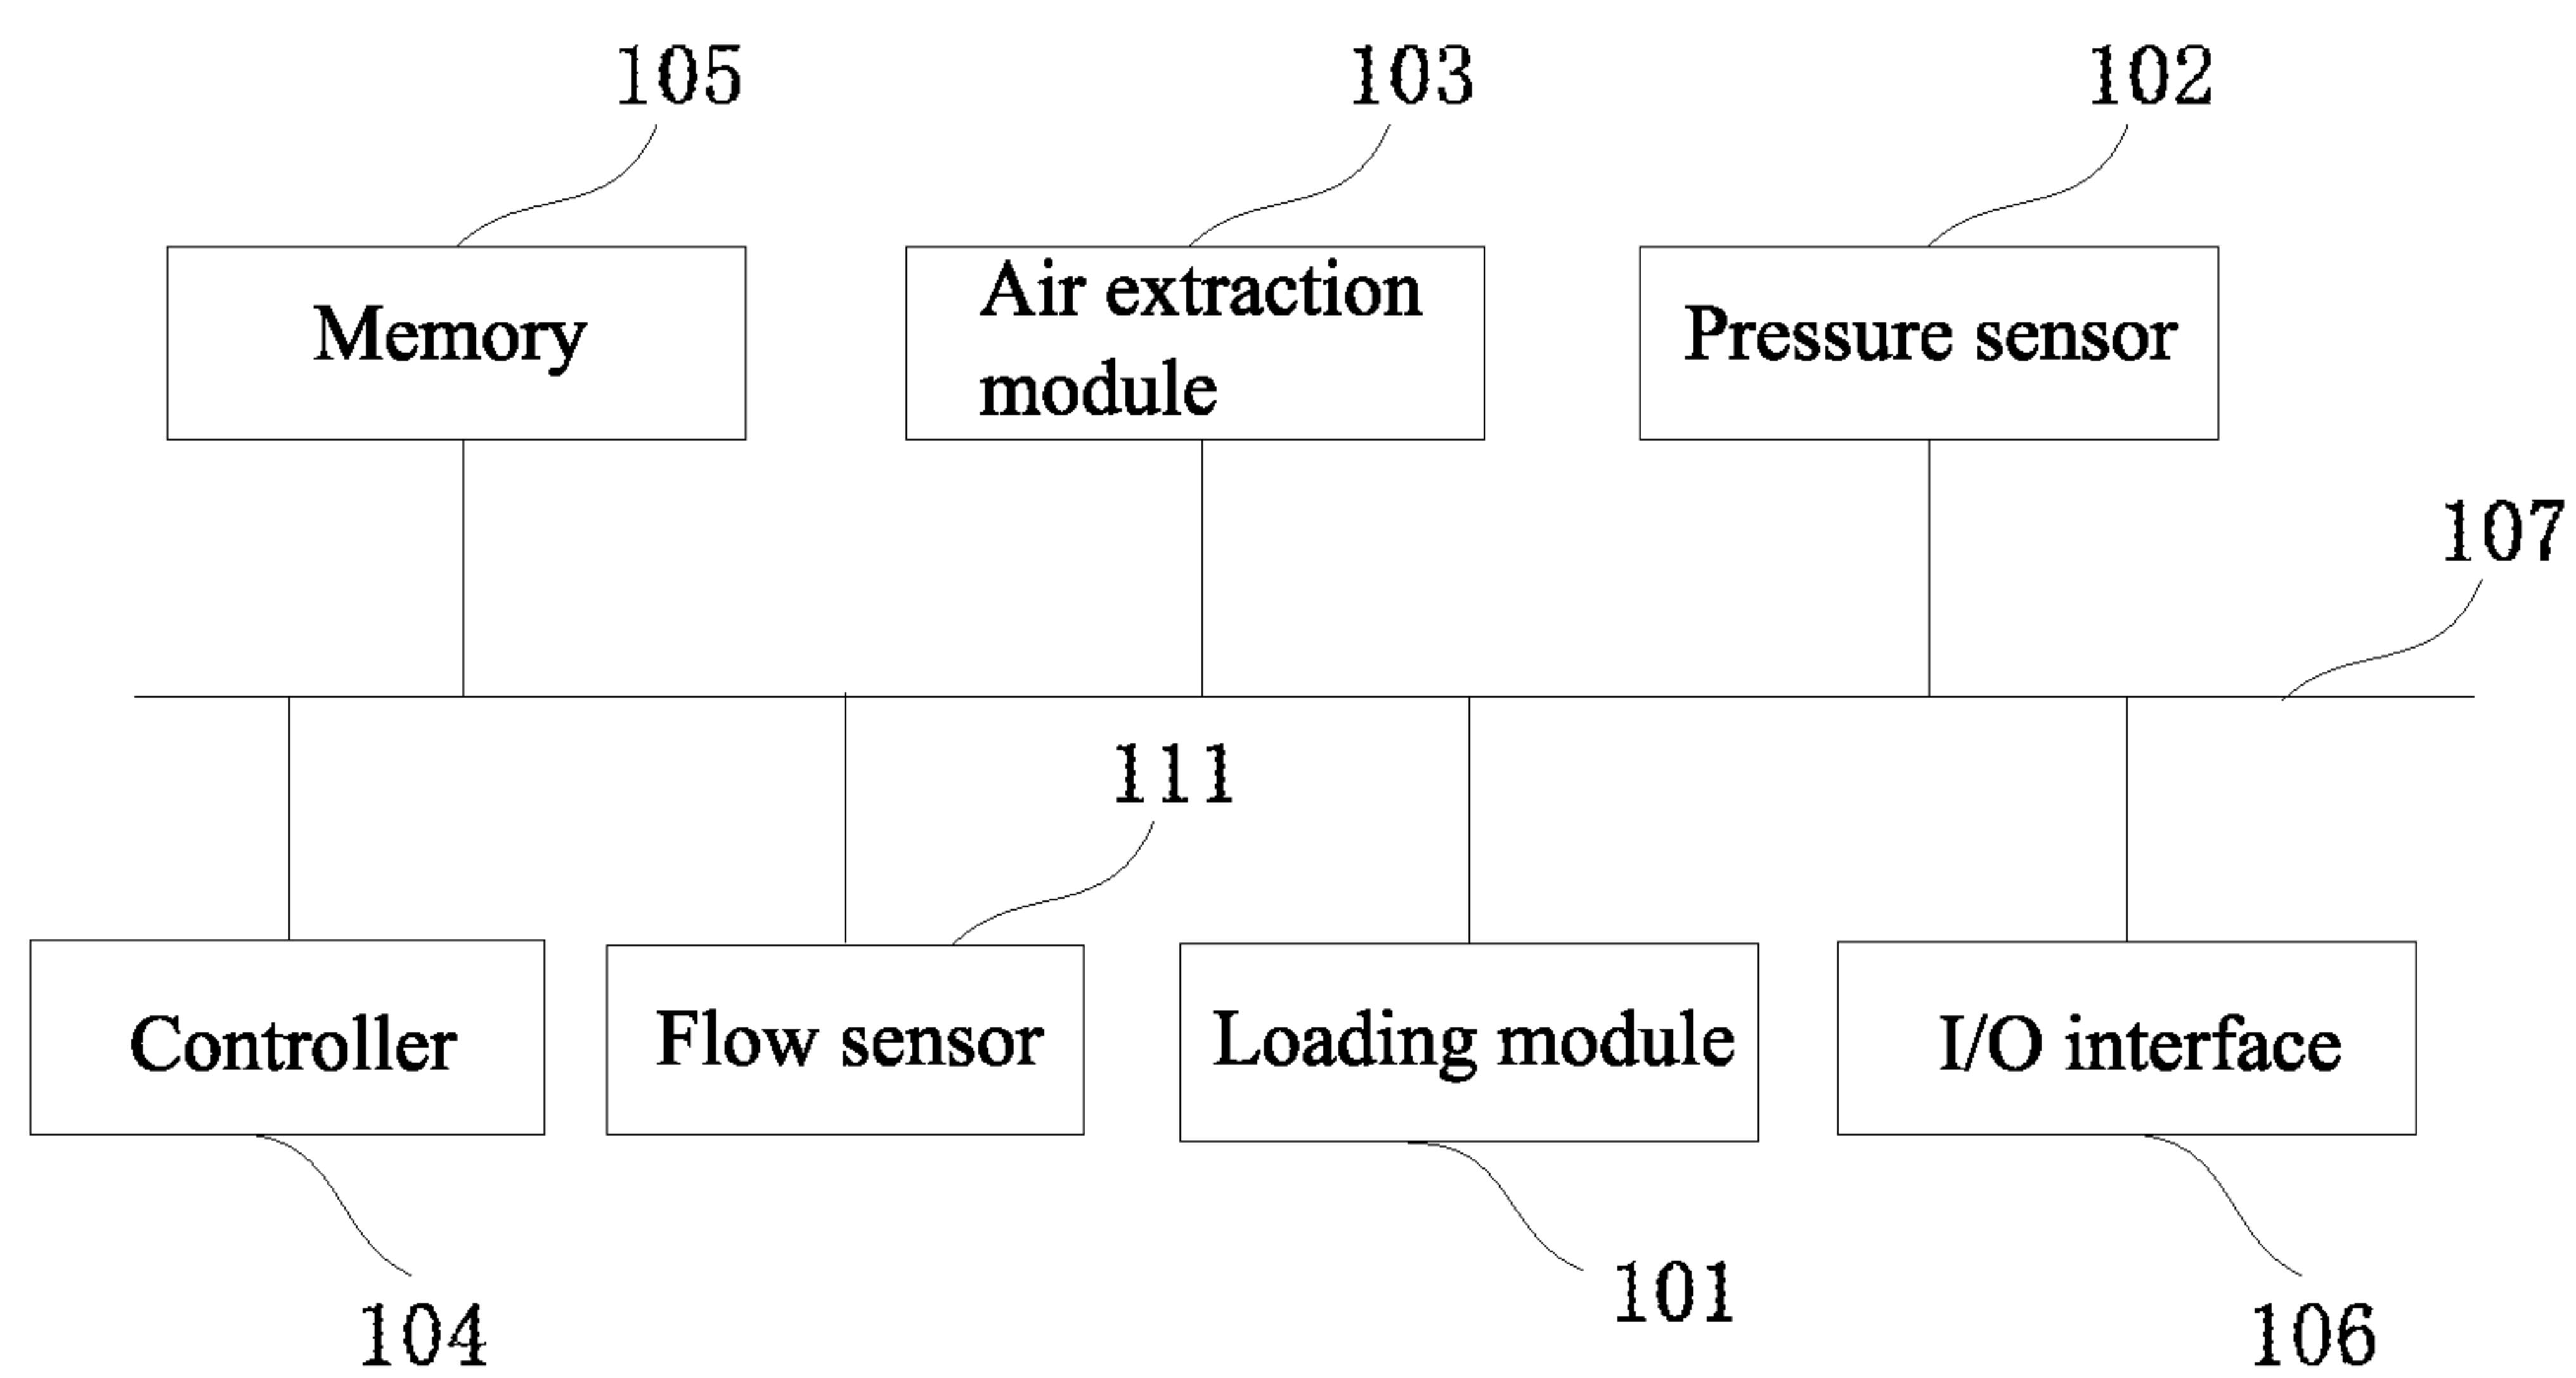 105
103
102
Memory
Air extraction
module
Pressure sensor
107
111
Controller
Flow sensor
Loading module
I/O interface
104
101
106